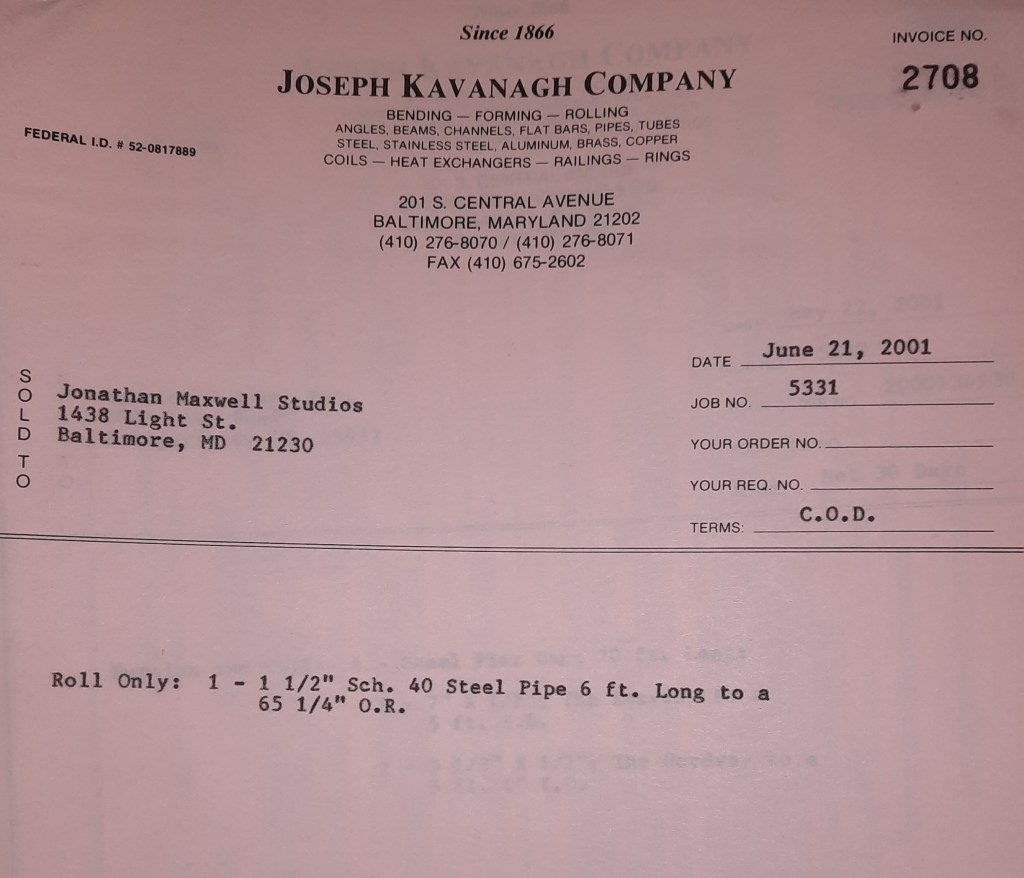 Since 1866
INVOICE NO.
JOSEPH KAVANAGH COMPANY
2708
BENDING — FORMING — ROLLING
ANGLES, BEAMS, CHANNELS, FLAT BARS, PIPES, TUBES
STEEL, STAINLESS STEEL, ALUMINUM, BRASS, COPPER
COILS — HEAT EXCHANGERS — RAILINGS — RINGS
FEDERAL I.D. # 52-0817889
201 S. CENTRAL AVENUE
BALTIMORE, MARYLAND 21202
(410) 276-8070 / (410) 276-8071
FAX (410) 675-2602
SOLD TO
Jonathan Maxwell Studios
1438 Light St.
Baltimore, MD 21230
DATE June 21, 2001
JOB NO. 5331
YOUR ORDER NO.
YOUR REQ. NO.
TERMS: C.O.D.
Roll Only: 1 - 1 1/2" Sch. 40 Steel Pipe 6 ft. Long to a
65 1/4" O.R.